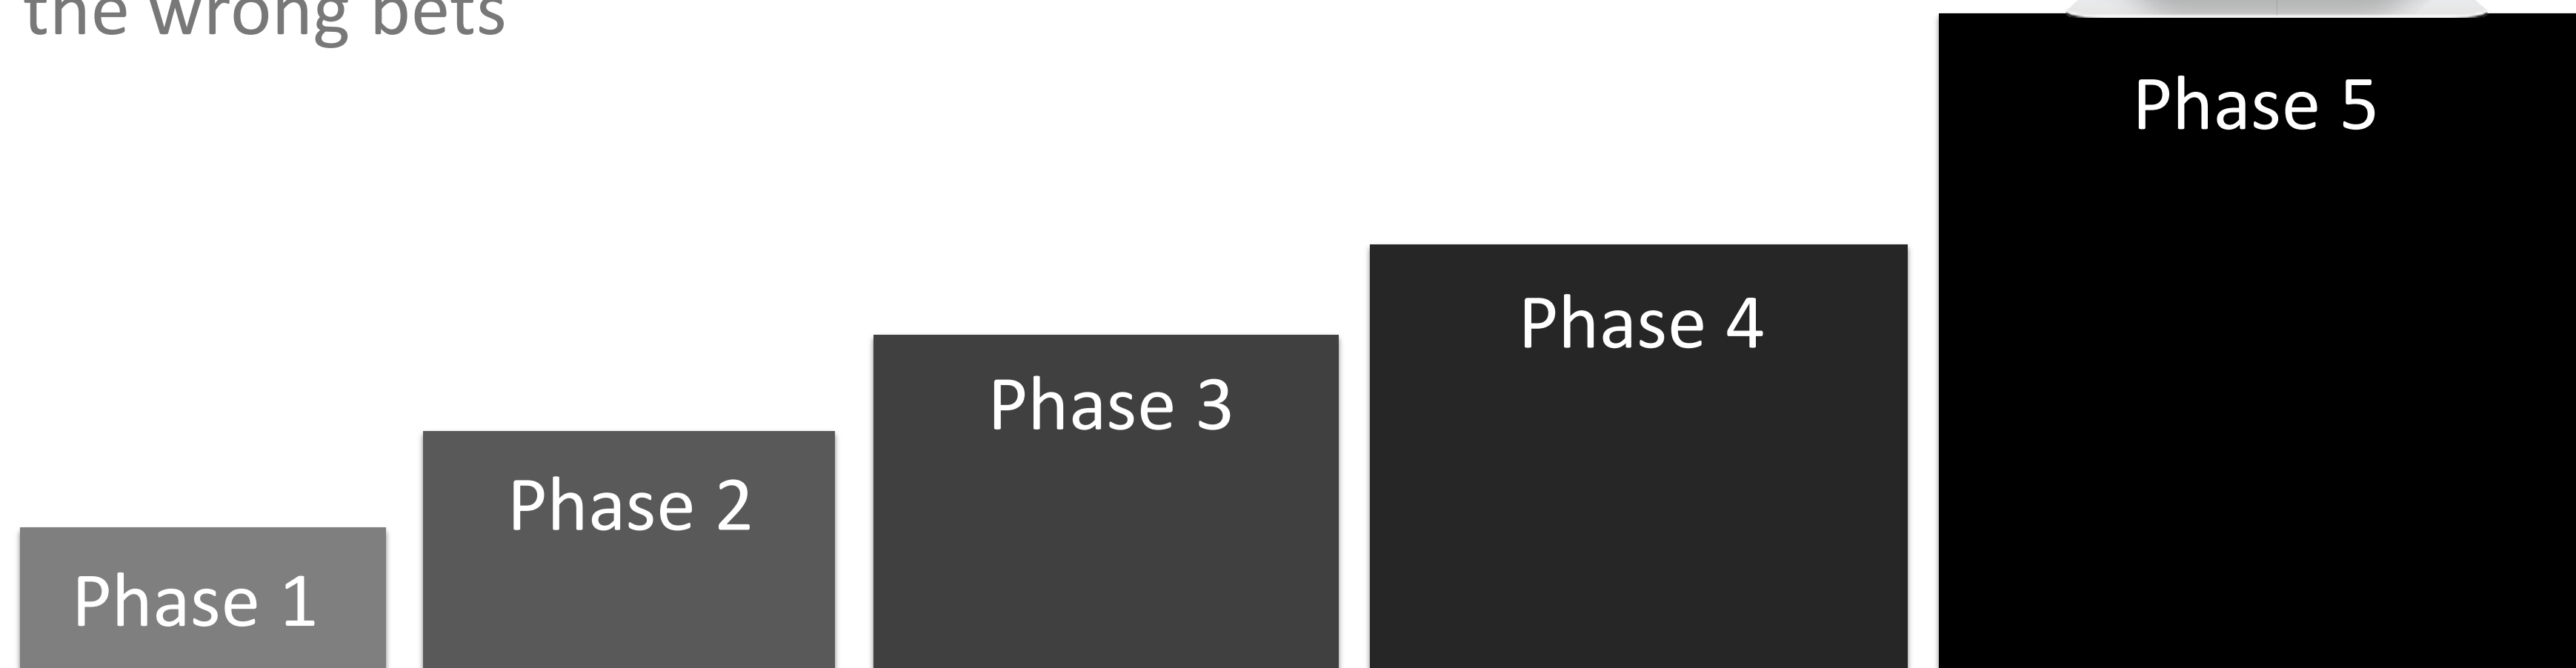 the wrong bets
Phase 5
Phase 4
Phase 3
Phase 2
Phase 1